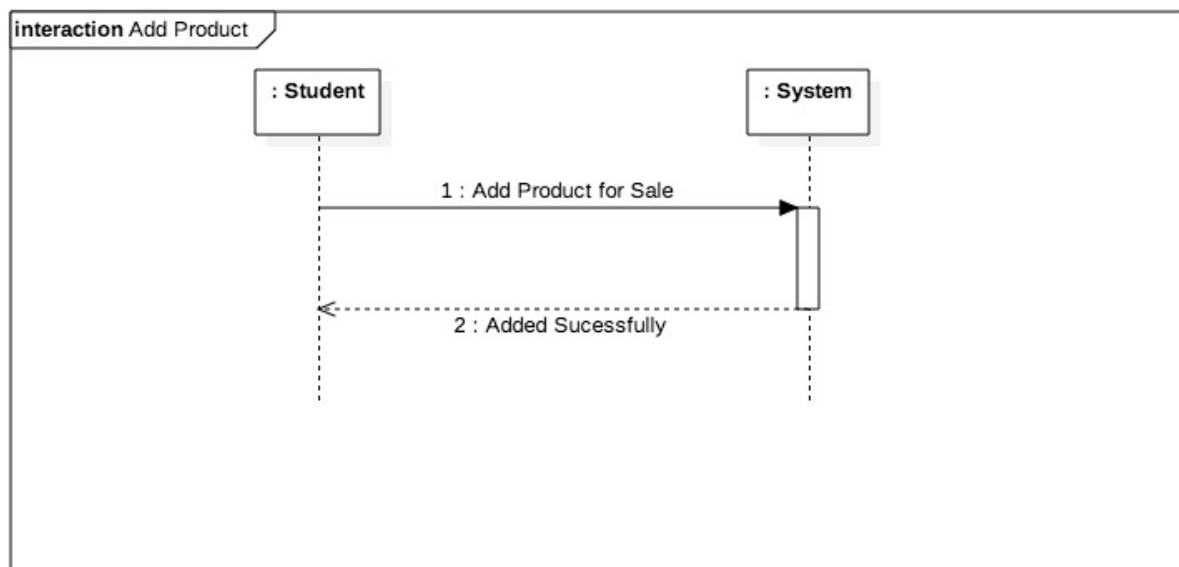 interaction Add Product
: Student
: System
1 : Add Product for Sale
2 : Added Sucessfully